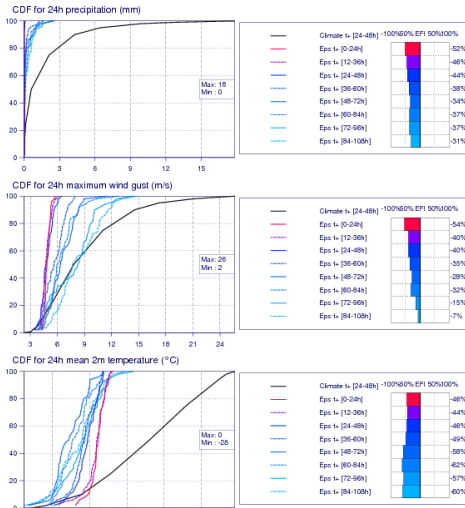 CDF for 24h precipitation (mm)
100
80
60
40
20
0
0 3 6 9 12 15
Max: 18
Min : 0
Climate t+ [24-48h] -100%50% EFI 50%100%
Eps t+ [0-24h] -52%
Eps t+ [12-36h] -46%
Eps t+ [24-48h] -44%
Eps t+ [36-60h] -38%
Eps t+ [48-72h] -34%
Eps t+ [60-84h] -37%
Eps t+ [72-96h] -37%
Eps t+ [84-108h] -31%
CDF for 24h maximum wind gust (m/s)
100
80
60
40
20
0
3 6 9 12 15 18 21 24
Max: 26
Min : 2
Climate t+ [24-48h] -100%50% EFI 50%100%
Eps t+ [0-24h] -54%
Eps t+ [12-36h] -40%
Eps t+ [24-48h] -40%
Eps t+ [36-60h] -35%
Eps t+ [48-72h] -28%
Eps t+ [60-84h] -32%
Eps t+ [72-96h] -15%
Eps t+ [84-108h] -7%
CDF for 24h mean 2m temperature (°C)
100
80
60
40
20
0
Max: 0
Min : -28
Climate t+ [24-48h] -100%50% EFI 50%100%
Eps t+ [0-24h] -46%
Eps t+ [12-36h] -44%
Eps t+ [24-48h] -46%
Eps t+ [36-60h] -49%
Eps t+ [48-72h] -58%
Eps t+ [60-84h] -62%
Eps t+ [72-96h] -57%
Eps t+ [84-108h] -60%